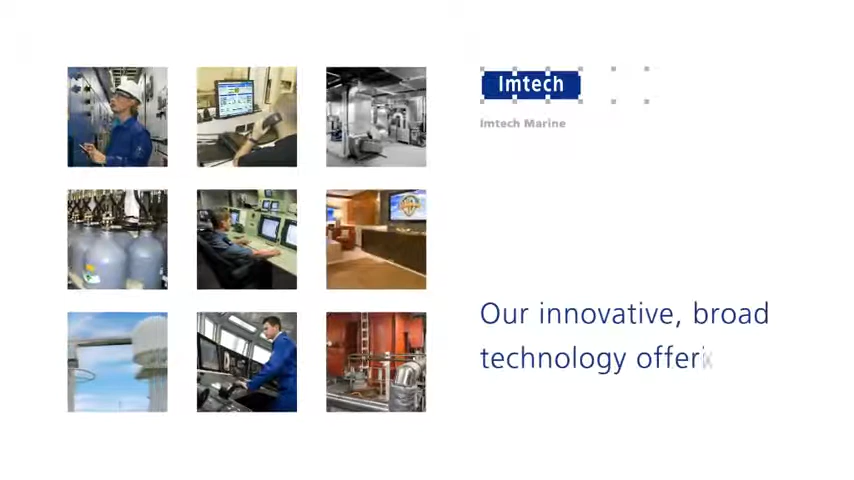 Imtech
Imtech Marine
Our innovative, broad
technology offer